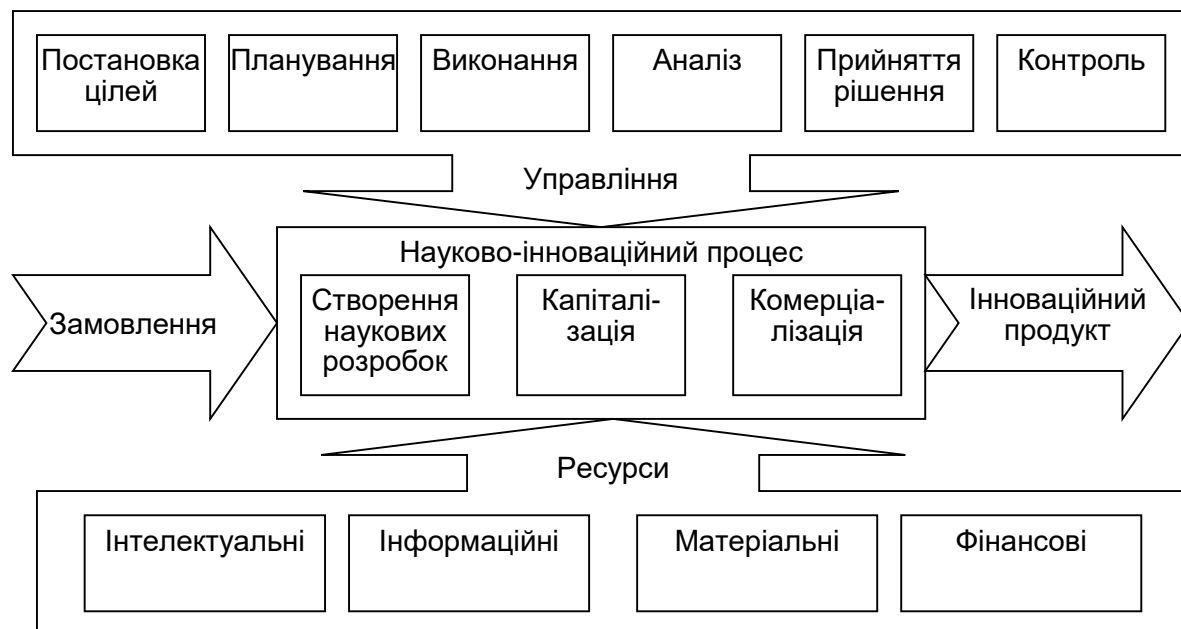 Постановка
цілей
Планування
Виконання
Аналіз
Прийняття
рішення
Контроль
Управління
Науково-інноваційний процес
Замовлення
Створення
наукових
розробок
Капіталі-
зація
Комерціа-
лізація
Інноваційний
продукт
Ресурси
Інтелектуальні
Інформаційні
Матеріальні
Фінансові